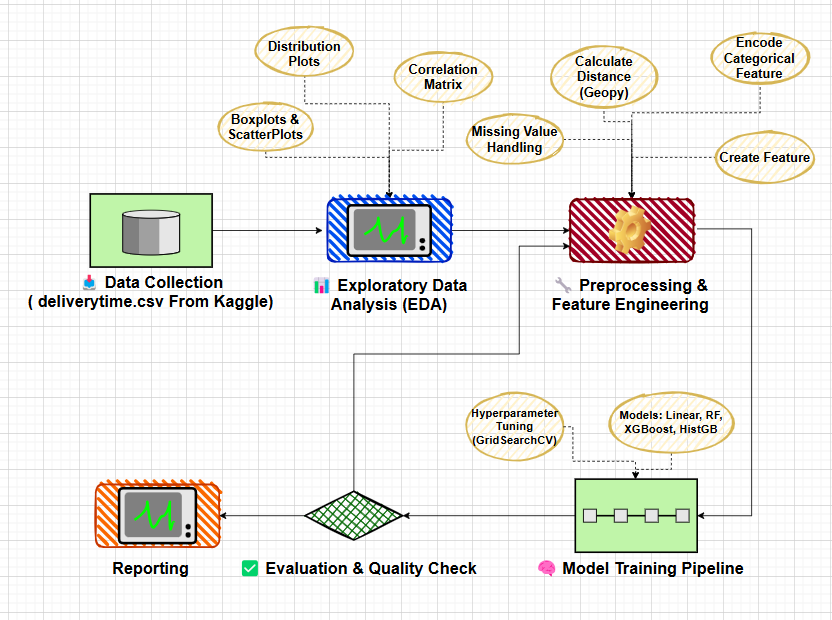 Distribution
Plots
Correlation
Matrix
Boxplots &
ScatterPlots
Calculate
Distance
(Geopy)
Encode
Categorical
Feature
Missing Value
Handling
Create Feature
📥 Data Collection
( deliverytime.csv From Kaggle)
📊 Exploratory Data
Analysis (EDA)
🔧 Preprocessing &
Feature Engineering
Hyperparameter
Tuning
(GridSearchCV)
Models: Linear, RF,
XGBoost, HistGB
Reporting
✅ Evaluation & Quality Check
🧠 Model Training Pipeline